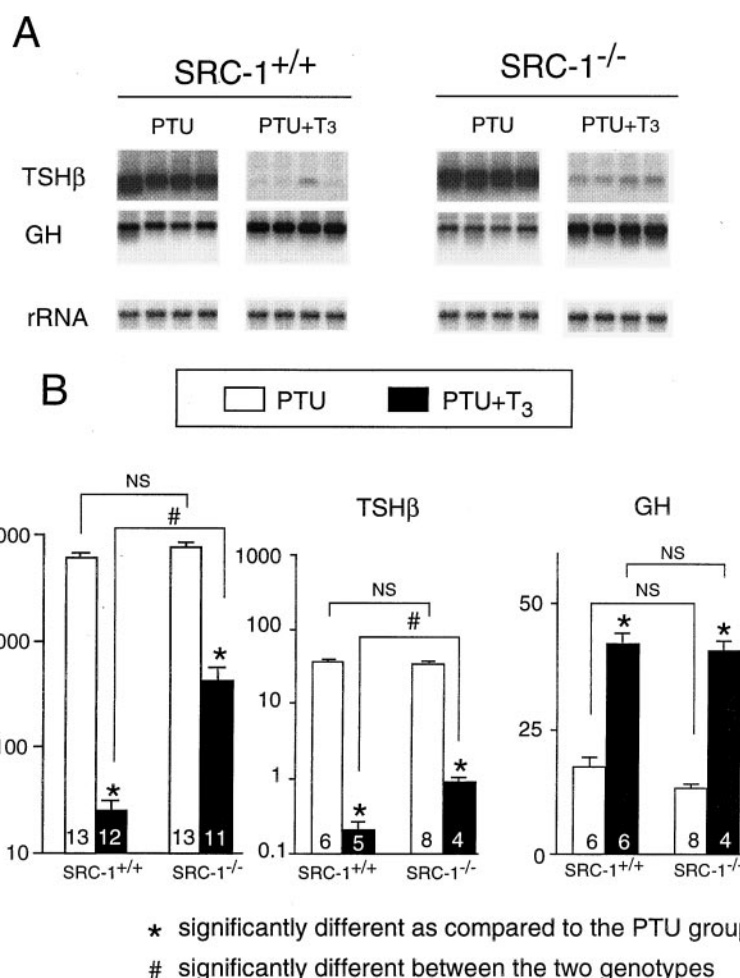 A
SRC-1+/+ SRC-1-/-
PTU PTU+T3 PTU PTU+T3
TSHβ
GH
rRNA
B
PTU PTU+T3
NS
#
000
000
100
10
13 12 13 11
* *
SRC-1+/+ SRC-1-/-
TSHβ
1000
100
10
1
0.1
NS
#
* *
6 5 8 4
SRC-1+/+ SRC-1-/-
GH
NS
NS
50
25
0
* *
6 6 8 4
SRC-1+/+ SRC-1-/-
* significantly different as compared to the PTU group
# significantly different between the two genotypes